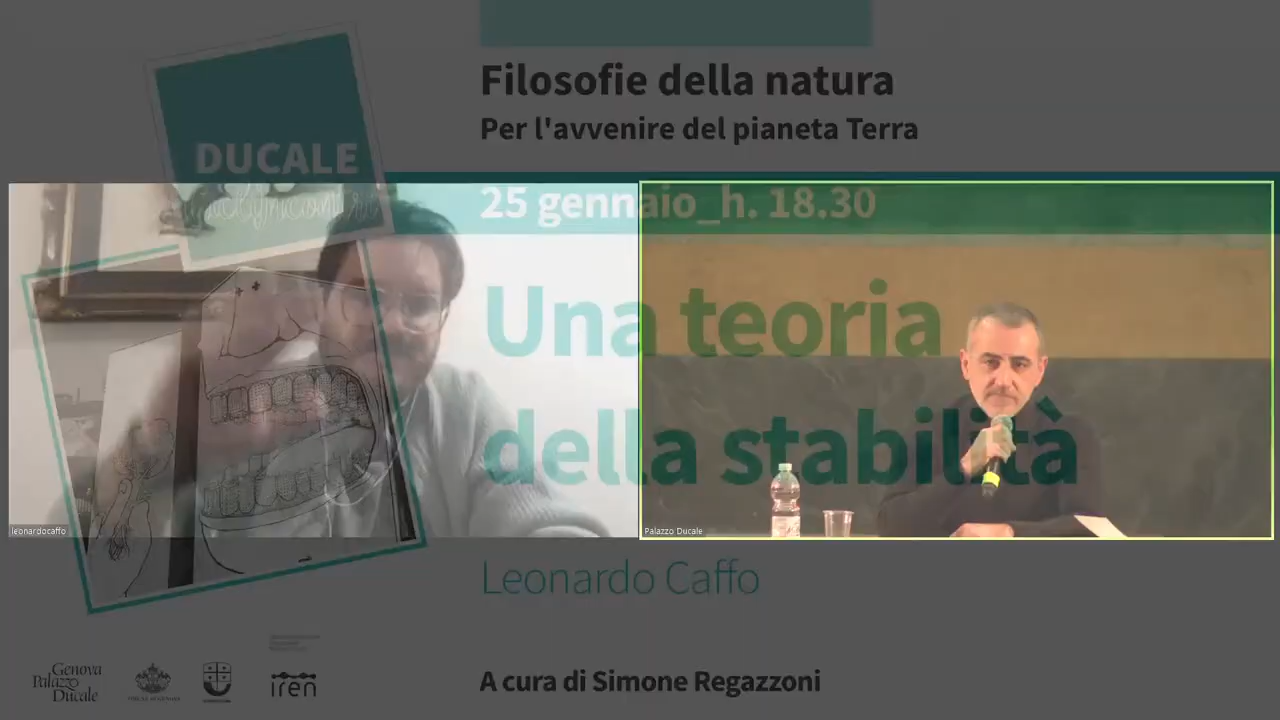 Filosofie della natura
Per l'avvenire del pianeta Terra
DUCALE
25 gennaio_h. 18.30
Una teoria
della stabilità
leonardocaffo
Palazzo Ducale
Leonardo Caffo
Genova
Palazzo
Ducale
iren
A cura di Simone Regazzoni